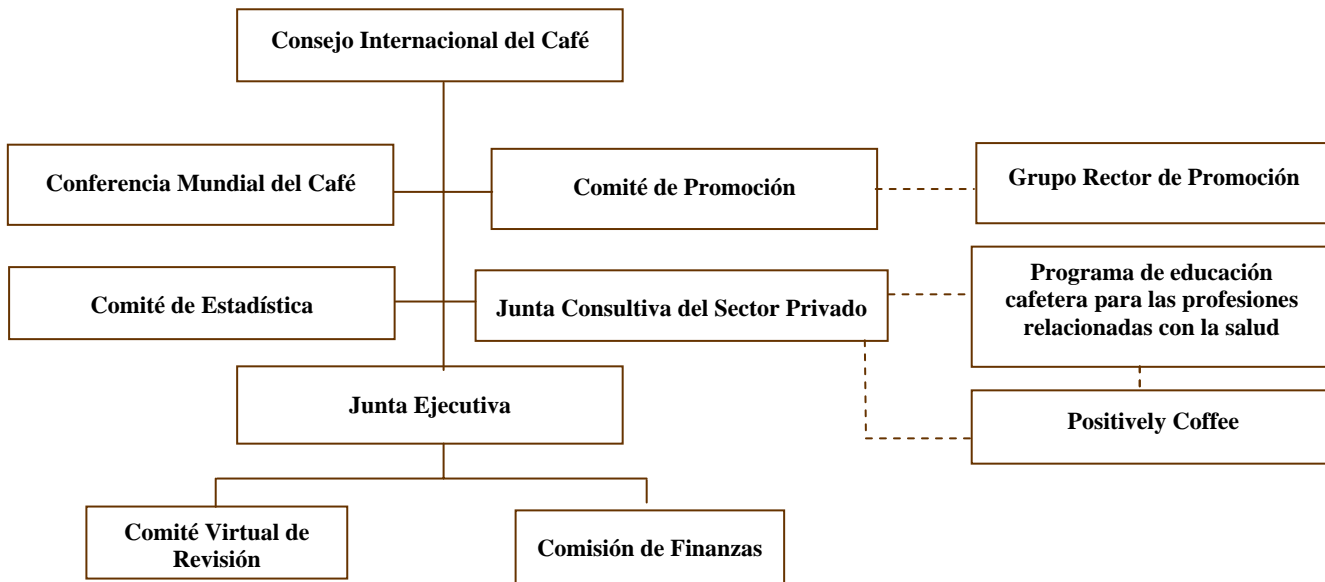 Consejo Internacional del Café
Conferencia Mundial del Café
Comité de Promoción
Grupo Rector de Promoción
Comité de Estadística
Junta Consultiva del Sector Privado
Programa de educación
cafetera para las profesiones
relacionadas con la salud
Junta Ejecutiva
Positively Coffee
Comité Virtual de
Revisión
Comisión de Finanzas